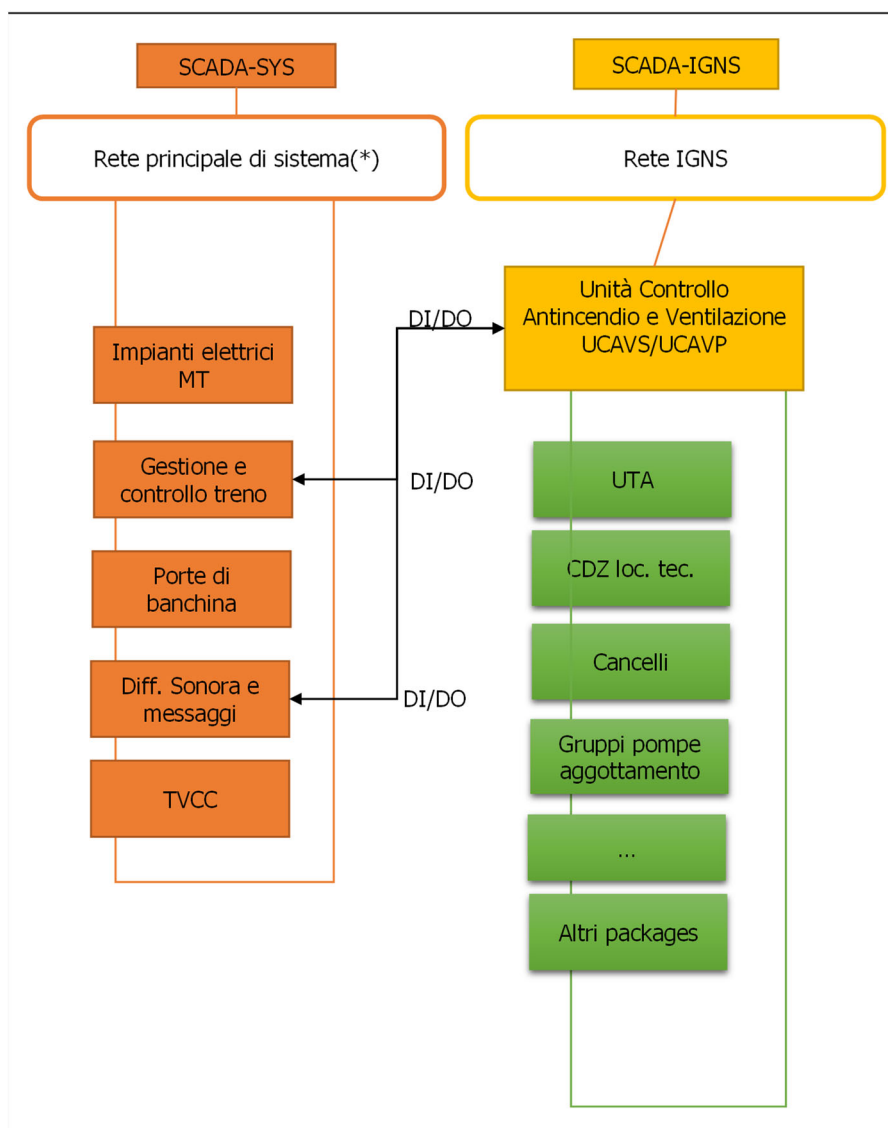 SCADA-SYS
SCADA-IGNS
Rete principale di sistema(*)
Rete IGNS
Unità Controllo
Antincendio e Ventilazione
UCAVS/UCAVP
DI/DO
Impianti elettrici
MT
Gestione e
controllo treno
DI/DO
UTA
Porte di
banchina
CDZ loc. tec.
Cancelli
Diff. Sonora e
messaggi
DI/DO
Gruppi pompe
aggottamento
TVCC
...
Altri packages